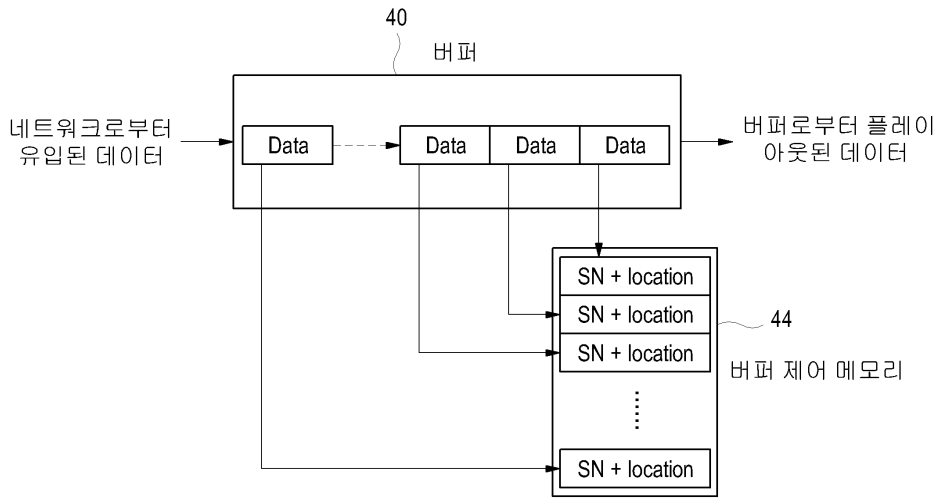 40
버퍼
네트워크로부터
유입된 데이터
Data
Data
Data
Data
버퍼로부터 플레이
아웃된 데이터
SN + location
SN + location
SN + location
SN + location
44
버퍼 제어 메모리